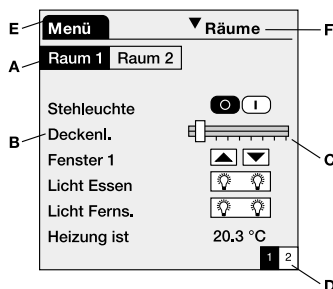 E Menü ▼ Räume F
A Raum 1 Raum 2
Stehleuchte O I
B Deckenl. C
Fenster 1 ▲ ▼
Licht Essen
Licht Ferns.
Heizung ist 20.3 °C
1 2
D